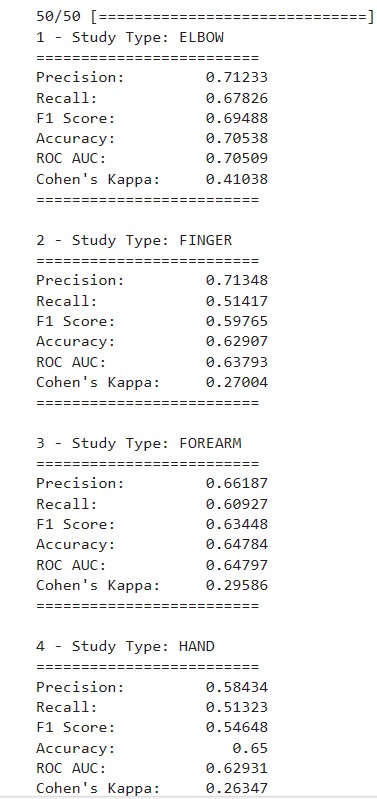 50/50 [==============================]
1 - Study Type: ELBOW
=========================
Precision: 0.71233
Recall: 0.67826
F1 Score: 0.69488
Accuracy: 0.70538
ROC AUC: 0.70509
Cohen's Kappa: 0.41038
=========================
2 - Study Type: FINGER
=========================
Precision: 0.71348
Recall: 0.51417
F1 Score: 0.59765
Accuracy: 0.62907
ROC AUC: 0.63793
Cohen's Kappa: 0.27004
=========================
3 - Study Type: FOREARM
=========================
Precision: 0.66187
Recall: 0.60927
F1 Score: 0.63448
Accuracy: 0.64784
ROC AUC: 0.64797
Cohen's Kappa: 0.29586
=========================
4 - Study Type: HAND
=========================
Precision: 0.58434
Recall: 0.51323
F1 Score: 0.54648
Accuracy: 0.65
ROC AUC: 0.62931
Cohen's Kappa: 0.26347